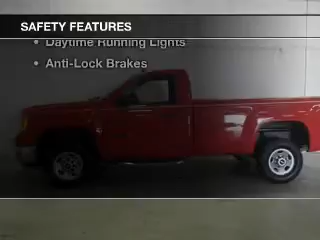 SAFETY FEATURES
• Daytime Running Lights
• Anti-Lock Brakes